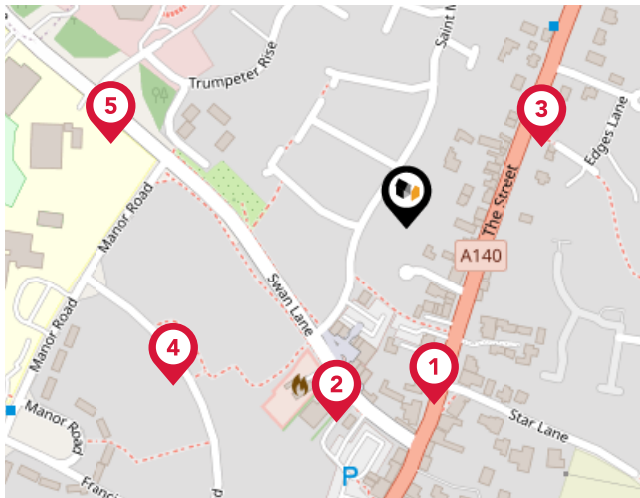 Saint M
Trumpeter Rise
5
3
Edges Lane
The Street
Manor Road
A140
Swan Lane
Manor Road
4
1
2
Manor Road
Star Lane
P
Franci